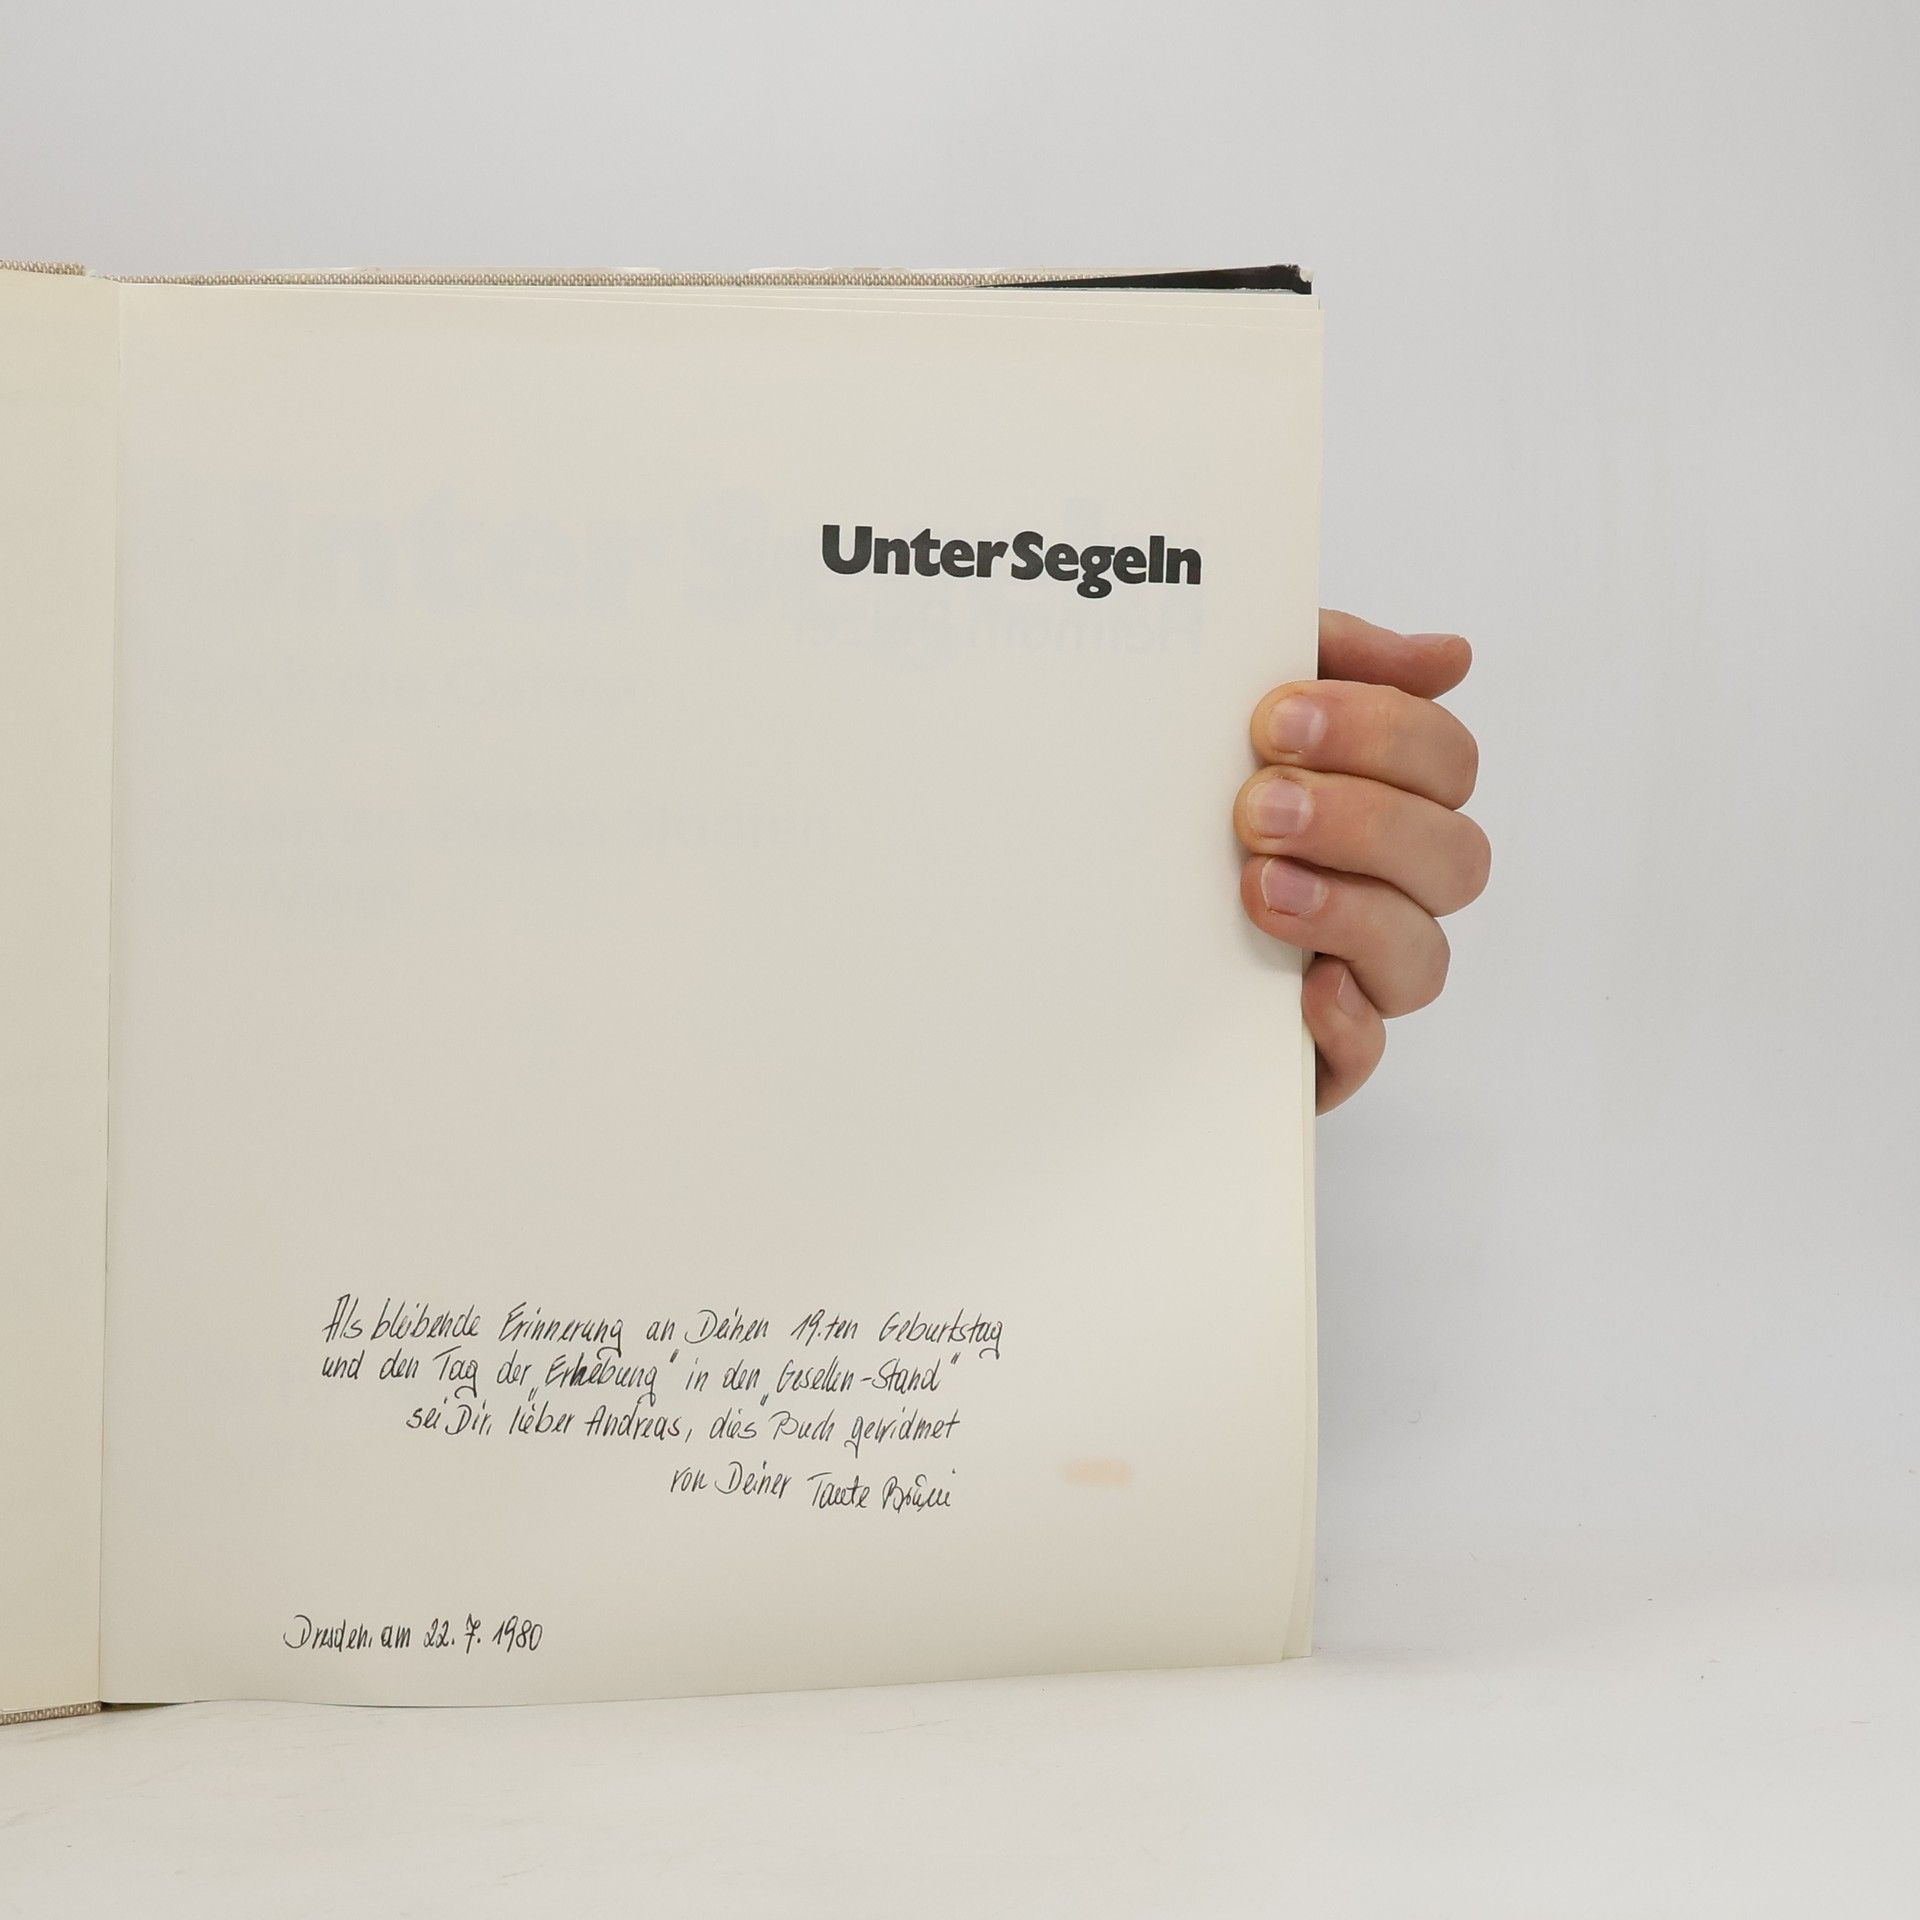 Unter Segeln
Als bleibende Erinnerung an Deinen 19.ten Geburtstag
und den Tag der „Erhebung" in den „Gesellen-Stand"
sei Dir, lieber Andreas, dies Buch gewidmet
von Deiner Tante
Dresden, am 22. 7. 1980